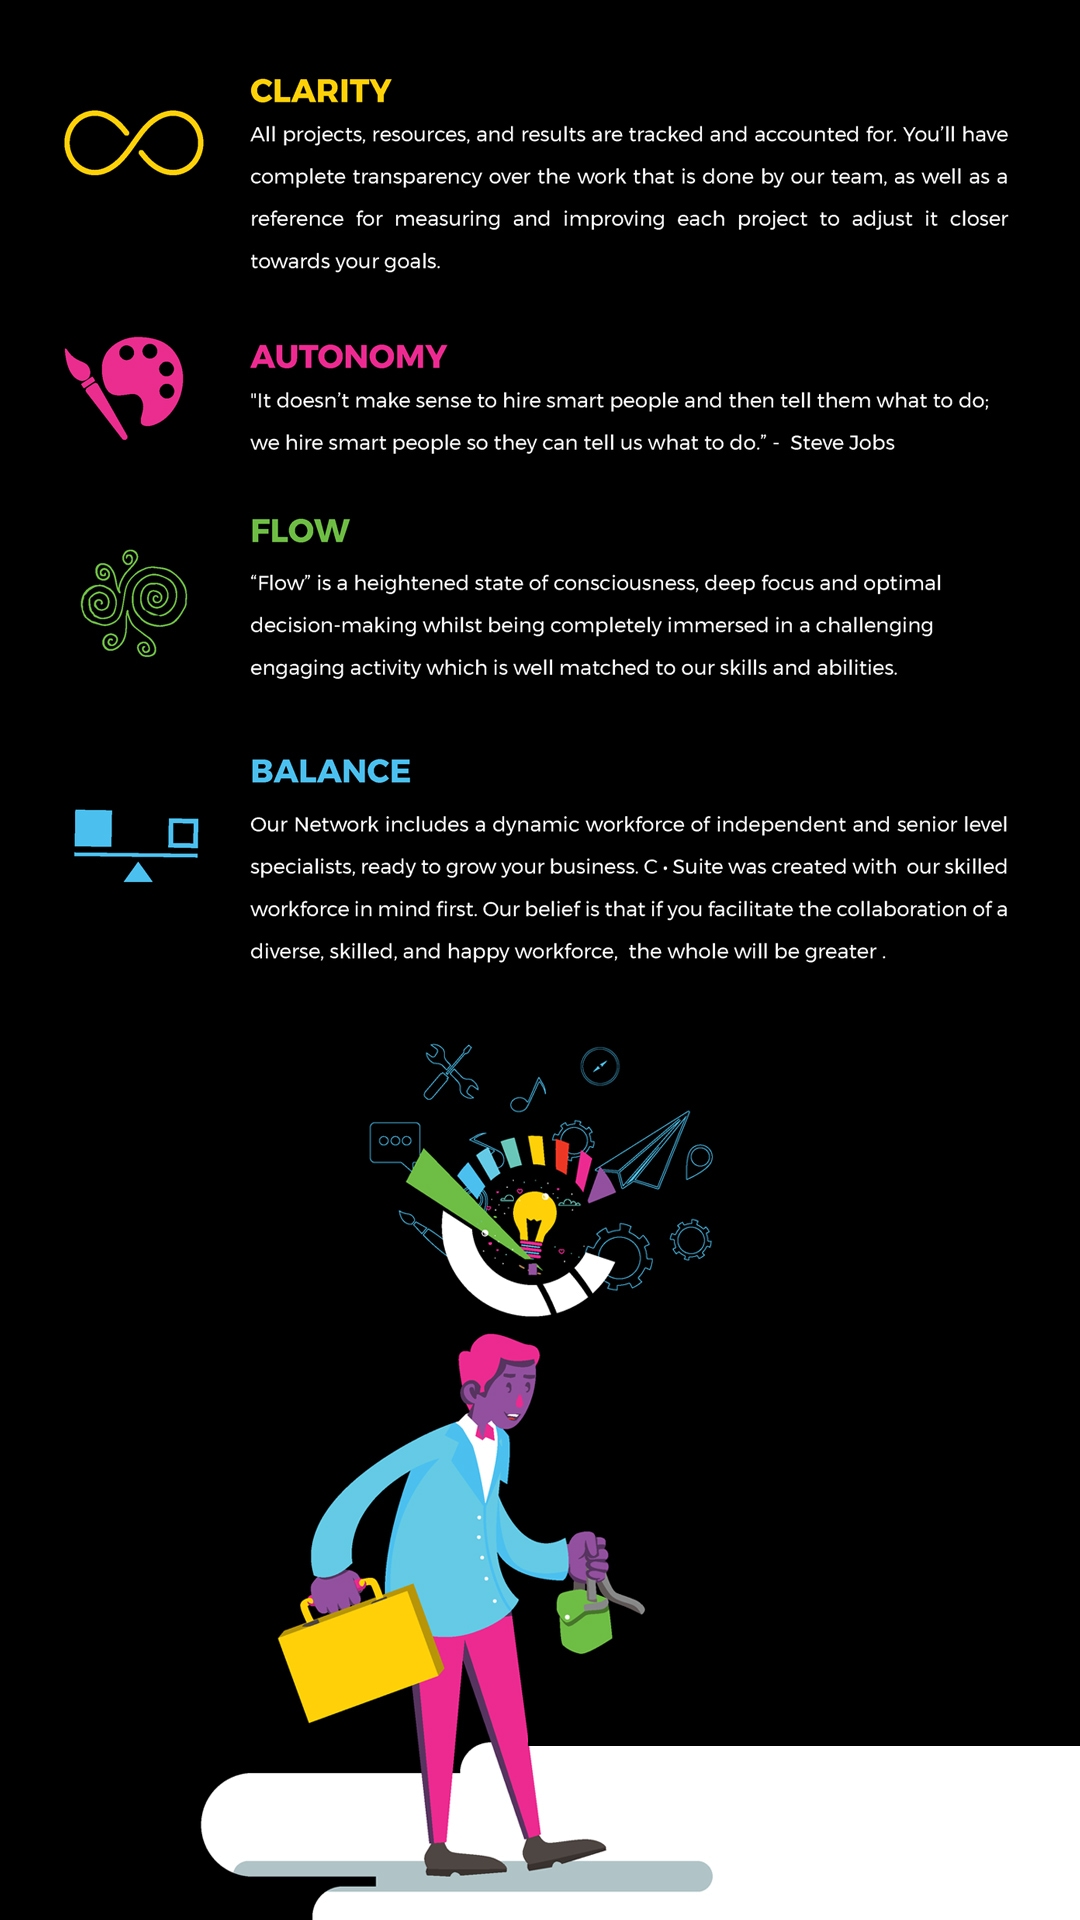 CLARITY
All projects, resources, and results are tracked and accounted for. You’ll have
complete transparency over the work that is done by our team, as well as a
reference for measuring and improving each project to adjust it closer
towards your goals.
AUTONOMY
"It doesn’t make sense to hire smart people and then tell them what to do;
we hire smart people so they can tell us what to do.” -  Steve Jobs
FLOW
“Flow” is a heightened state of consciousness, deep focus and optimal
decision-making whilst being completely immersed in a challenging
engaging activity which is well matched to our skills and abilities.
BALANCE
Our Network includes a dynamic workforce of independent and senior level
specialists, ready to grow your business. C • Suite was created with  our skilled
workforce in mind first. Our belief is that if you facilitate the collaboration of a
diverse, skilled, and happy workforce,  the whole will be greater .